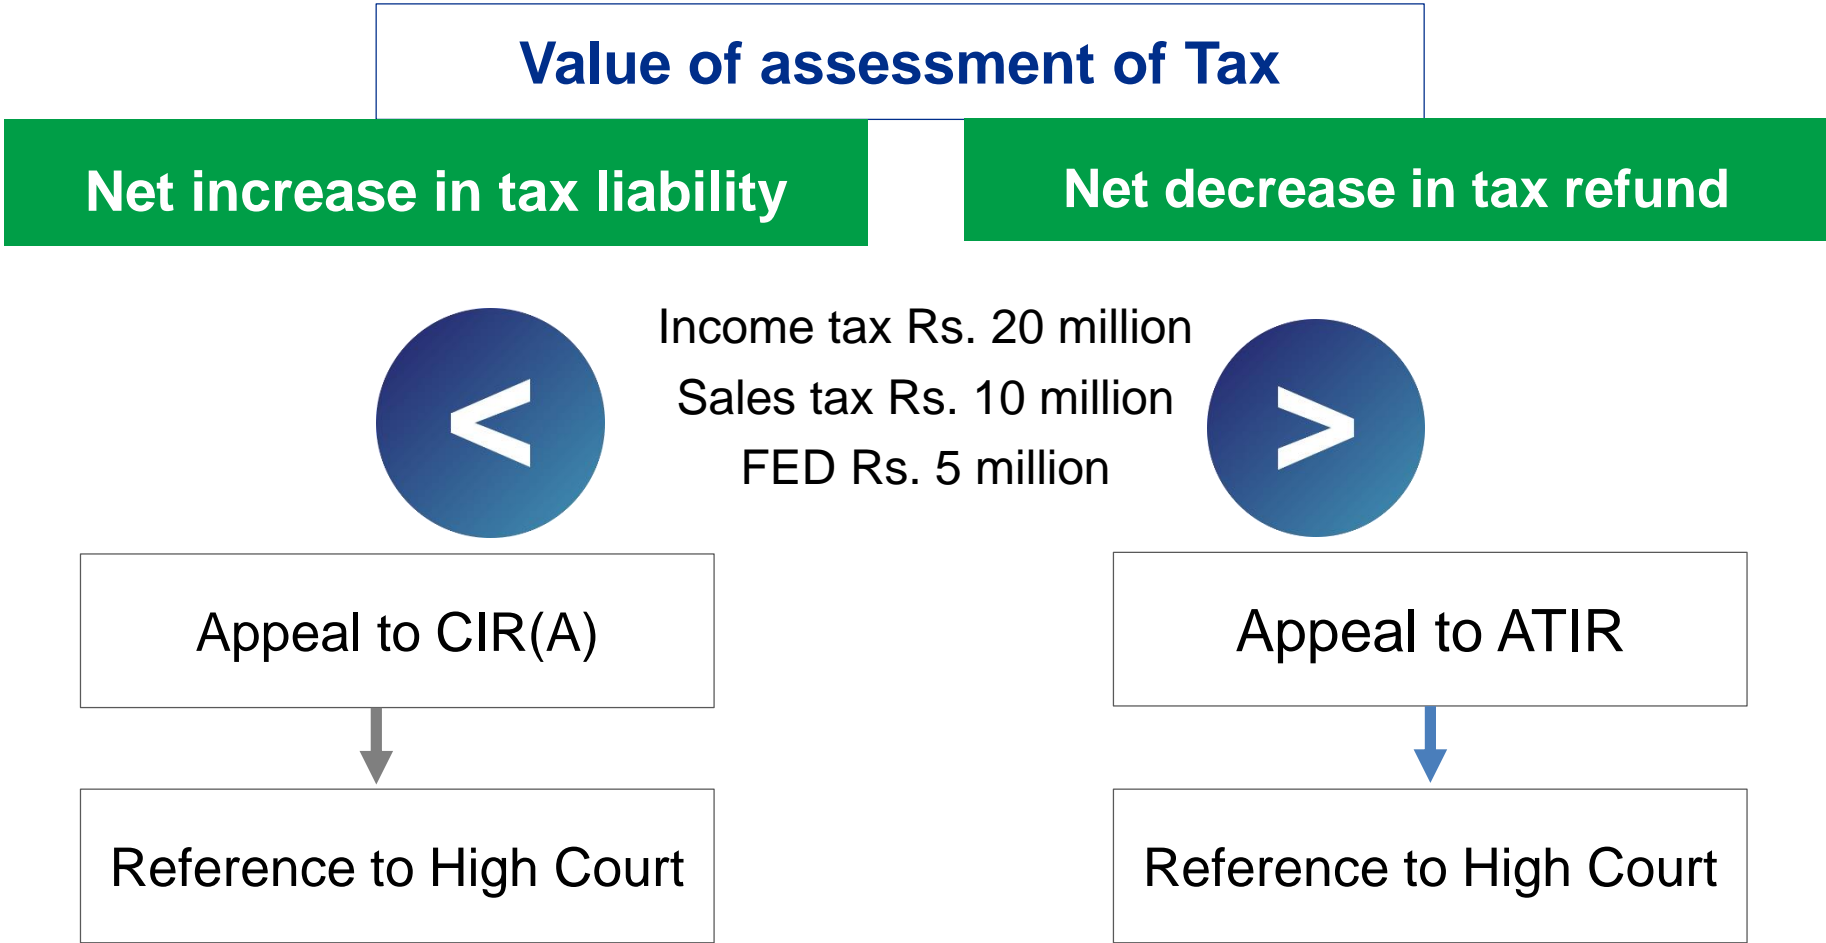 Value of assessment of Tax
Net increase in tax liability
Net decrease in tax refund
Income tax Rs. 20 million
Sales tax Rs. 10 million
FED Rs. 5 million
<
>
Appeal to CIR(A)
Appeal to ATIR
Reference to High Court
Reference to High Court